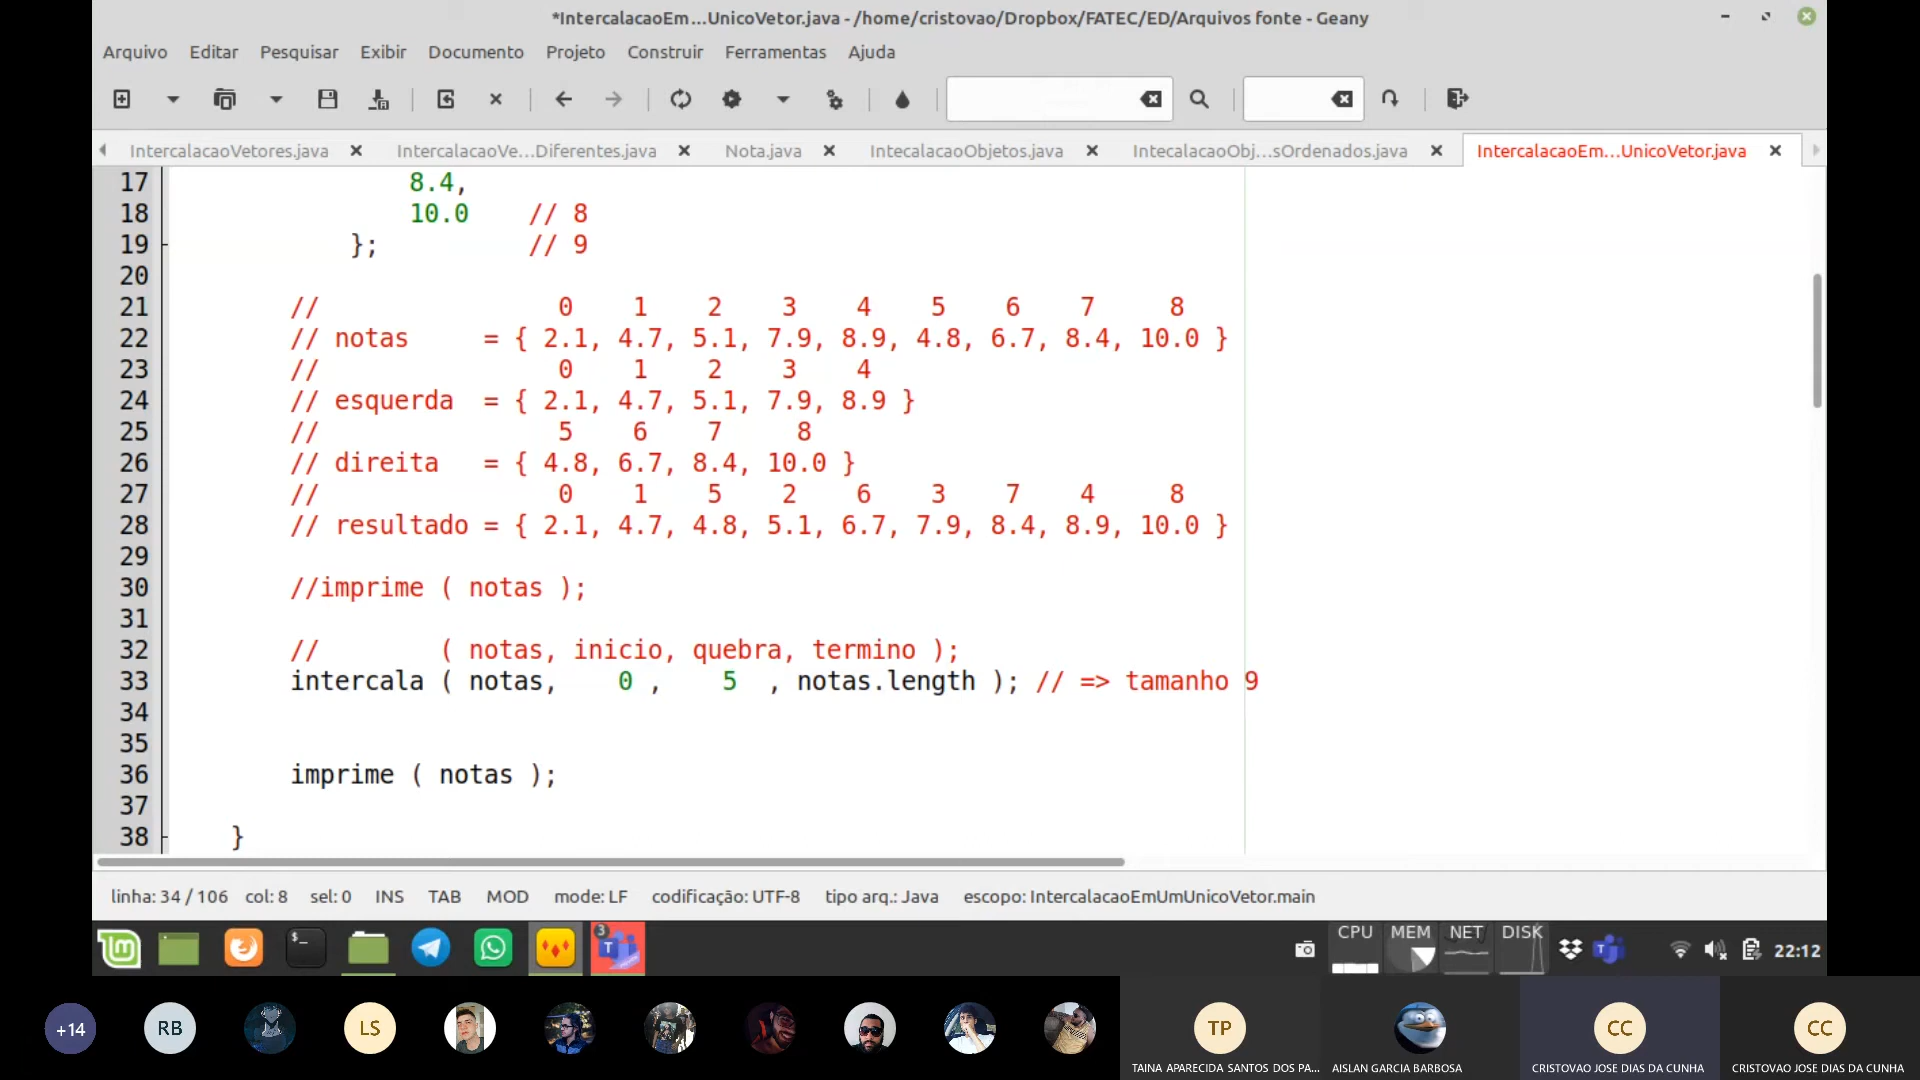 *IntercalacaoEm...UnicoVetor.java - /home/cristovao/Dropbox/FATEC/ED/Arquivos fonte - Geany
Arquivo Editar Pesquisar Exibir Documento Projeto Construir Ferramentas Ajuda
IntercalacaoVetores.java IntercalacaoVe...Diferentes.java Nota.java IntecalacaoObjetos.java IntecalacaoObj...sOrdenados.java IntercalacaoEm...UnicoVetor.java
17 8.4,
18 10.0 // 8
19 }; // 9
20
21 // 0 1 2 3 4 5 6 7 8
22 // notas = { 2.1, 4.7, 5.1, 7.9, 8.9, 4.8, 6.7, 8.4, 10.0 }
23 // 0 1 2 3 4
24 // esquerda = { 2.1, 4.7, 5.1, 7.9, 8.9 }
25 // 5 6 7 8
26 // direita = { 4.8, 6.7, 8.4, 10.0 }
27 // 0 1 5 2 6 3 7 4 8
28 // resultado = { 2.1, 4.7, 4.8, 5.1, 6.7, 7.9, 8.4, 8.9, 10.0 }
29
30 //imprime ( notas );
31
32 // ( notas, inicio, quebra, termino );
33 intercala ( notas, 0 , 5 , notas.length ); // => tamanho 9
34
35
36 imprime ( notas );
37
38 }
linha: 34 / 106 col: 8 sel: 0 INS TAB MOD mode: LF codificação: UTF-8 tipo arq.: Java escopo: IntercalacaoEmUmUnicoVetor.main
3 CPU MEM NET DISK 22:12
+14 RB LS TP CC CC
TAINA APARECIDA SANTOS DOS PA... AISLAN GARCIA BARBOSA CRISTOVAO JOSE DIAS DA CUNHA CRISTOVAO JOSE DIAS DA CUNHA